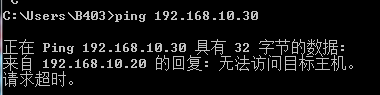 C:\Users\B403>ping 192.168.10.30
正在 Ping 192.168.10.30 具有 32 字节的数据:
来自 192.168.10.20 的回复: 无法访问目标主机。
请求超时。